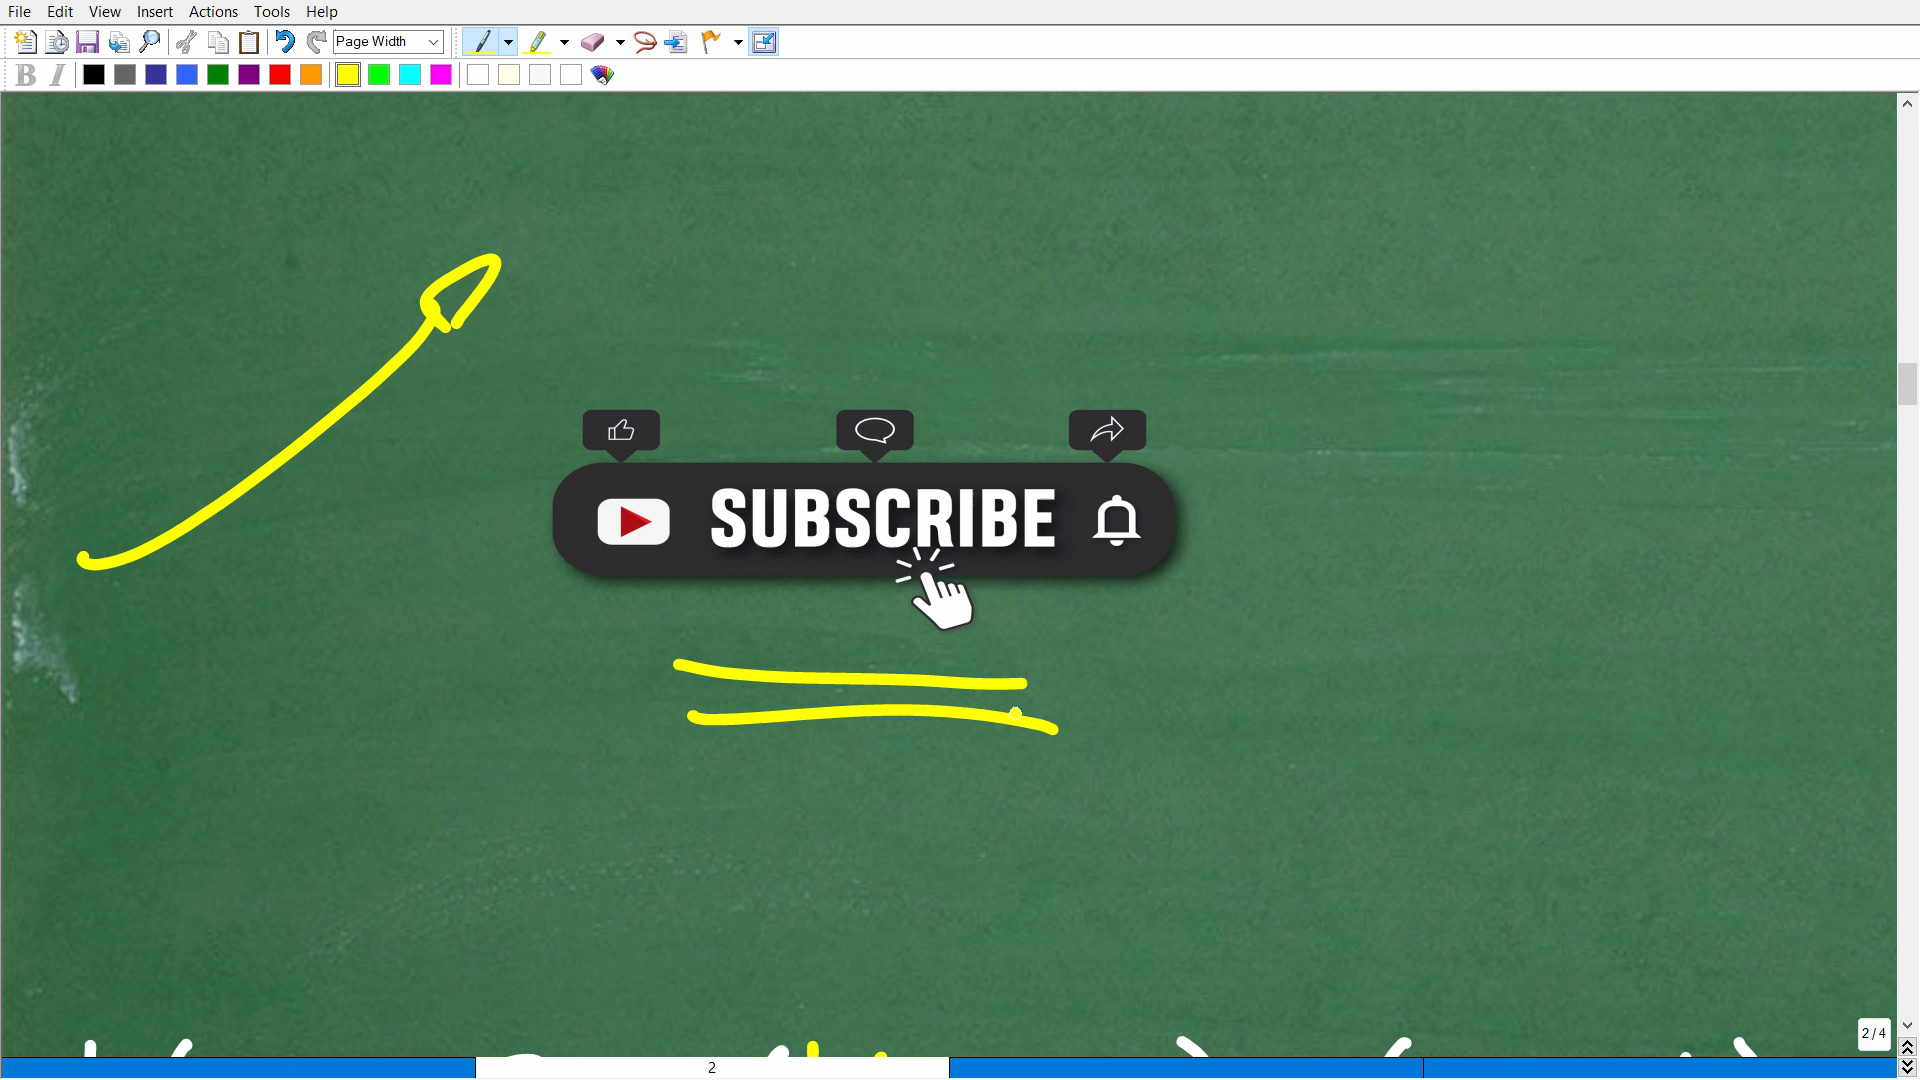 File Edit View Insert Actions Tools Help
Page Width
B I
SUBSCRIBE
2 / 4
2